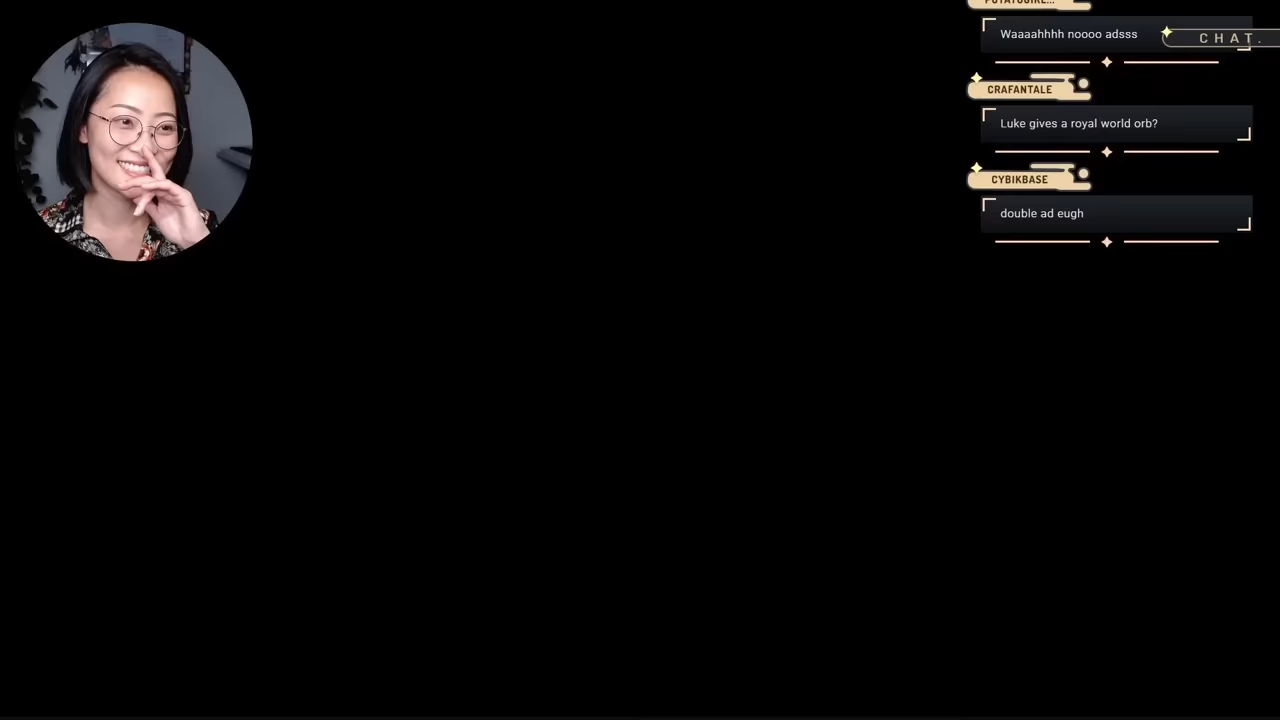 Waaaahhhh noooo adsss
CHAT.
CRAFANTALE
Luke gives a royal world orb?
CYBIKBASE
double ad eugh